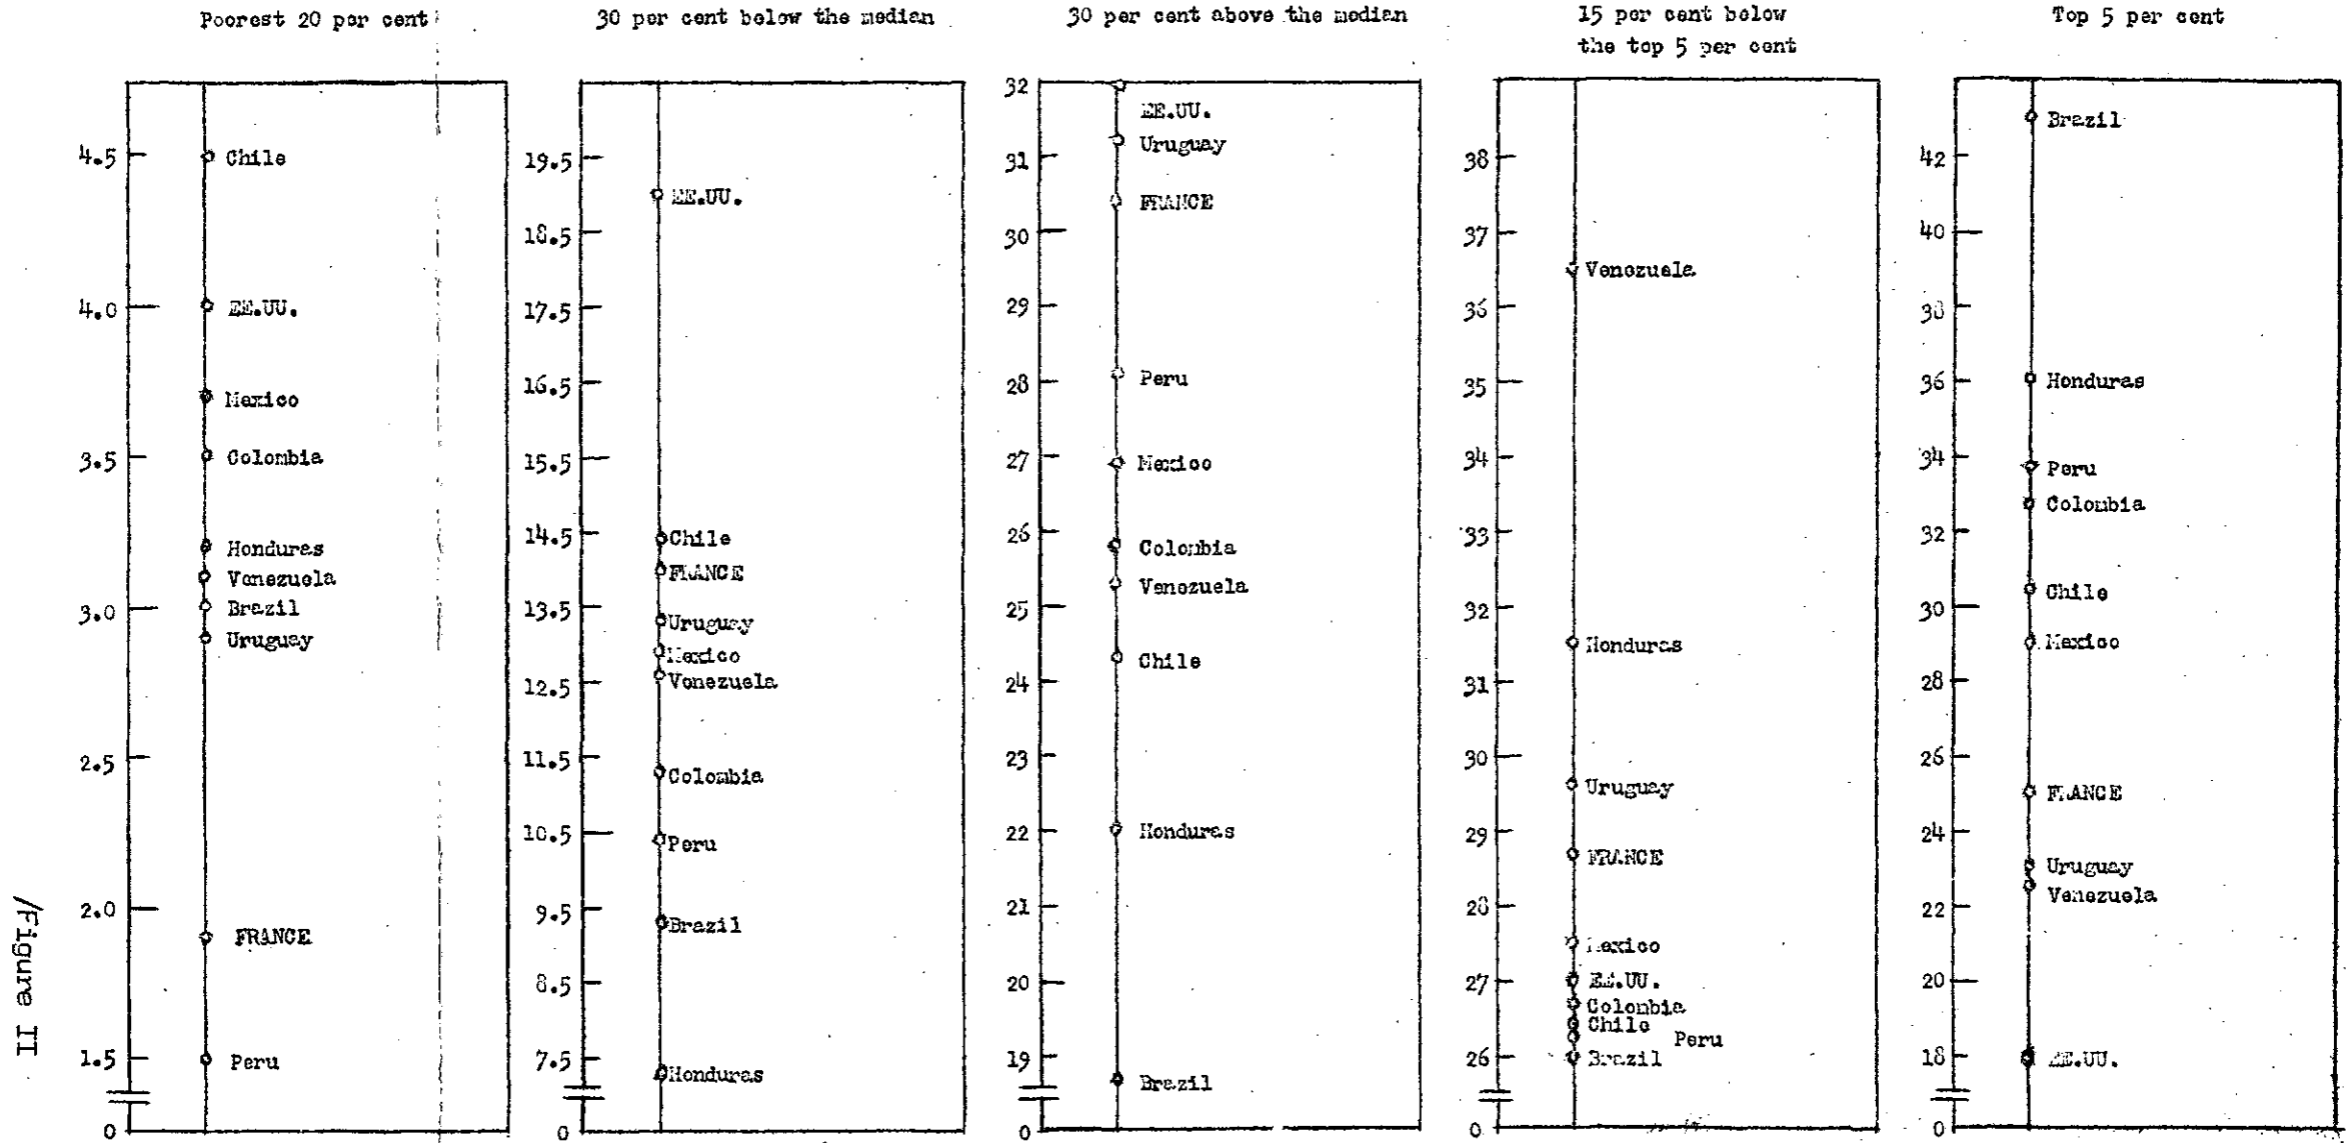 Poorest 20 per cent
4.5
4.0
3.5
3.0
2.5
2.0
1.5
0
Chile
EE.UU.
Mexico
Colombia
Honduras
Venezuela
Brazil
Uruguay
FRANCE
Peru
30 per cent below the median
19.5
18.5
17.5
16.5
15.5
14.5
13.5
12.5
11.5
10.5
9.5
8.5
7.5
0
EE.UU.
Chile
FRANCE
Uruguay
Mexico
Venezuela
Colombia
Peru
Brazil
Honduras
30 per cent above the median
32
31
30
29
28
27
26
25
24
23
22
21
20
19
0
EE.UU.
Uruguay
FRANCE
Peru
Mexico
Colombia
Venezuela
Chile
Honduras
Brazil
15 per cent below
the top 5 per cent
38
37
36
35
34
33
32
31
30
29
28
27
26
0
Venezuela
Honduras
Uruguay
FRANCE
Mexico
EE.UU.
Colombia
Chile
Peru
Brazil
Top 5 per cent
42
40
38
36
34
32
30
28
26
24
22
20
18
0
Brazil
Honduras
Peru
Colombia
Chile
Mexico
FRANCE
Uruguay
Venezuela
EE.UU.
/Figure II